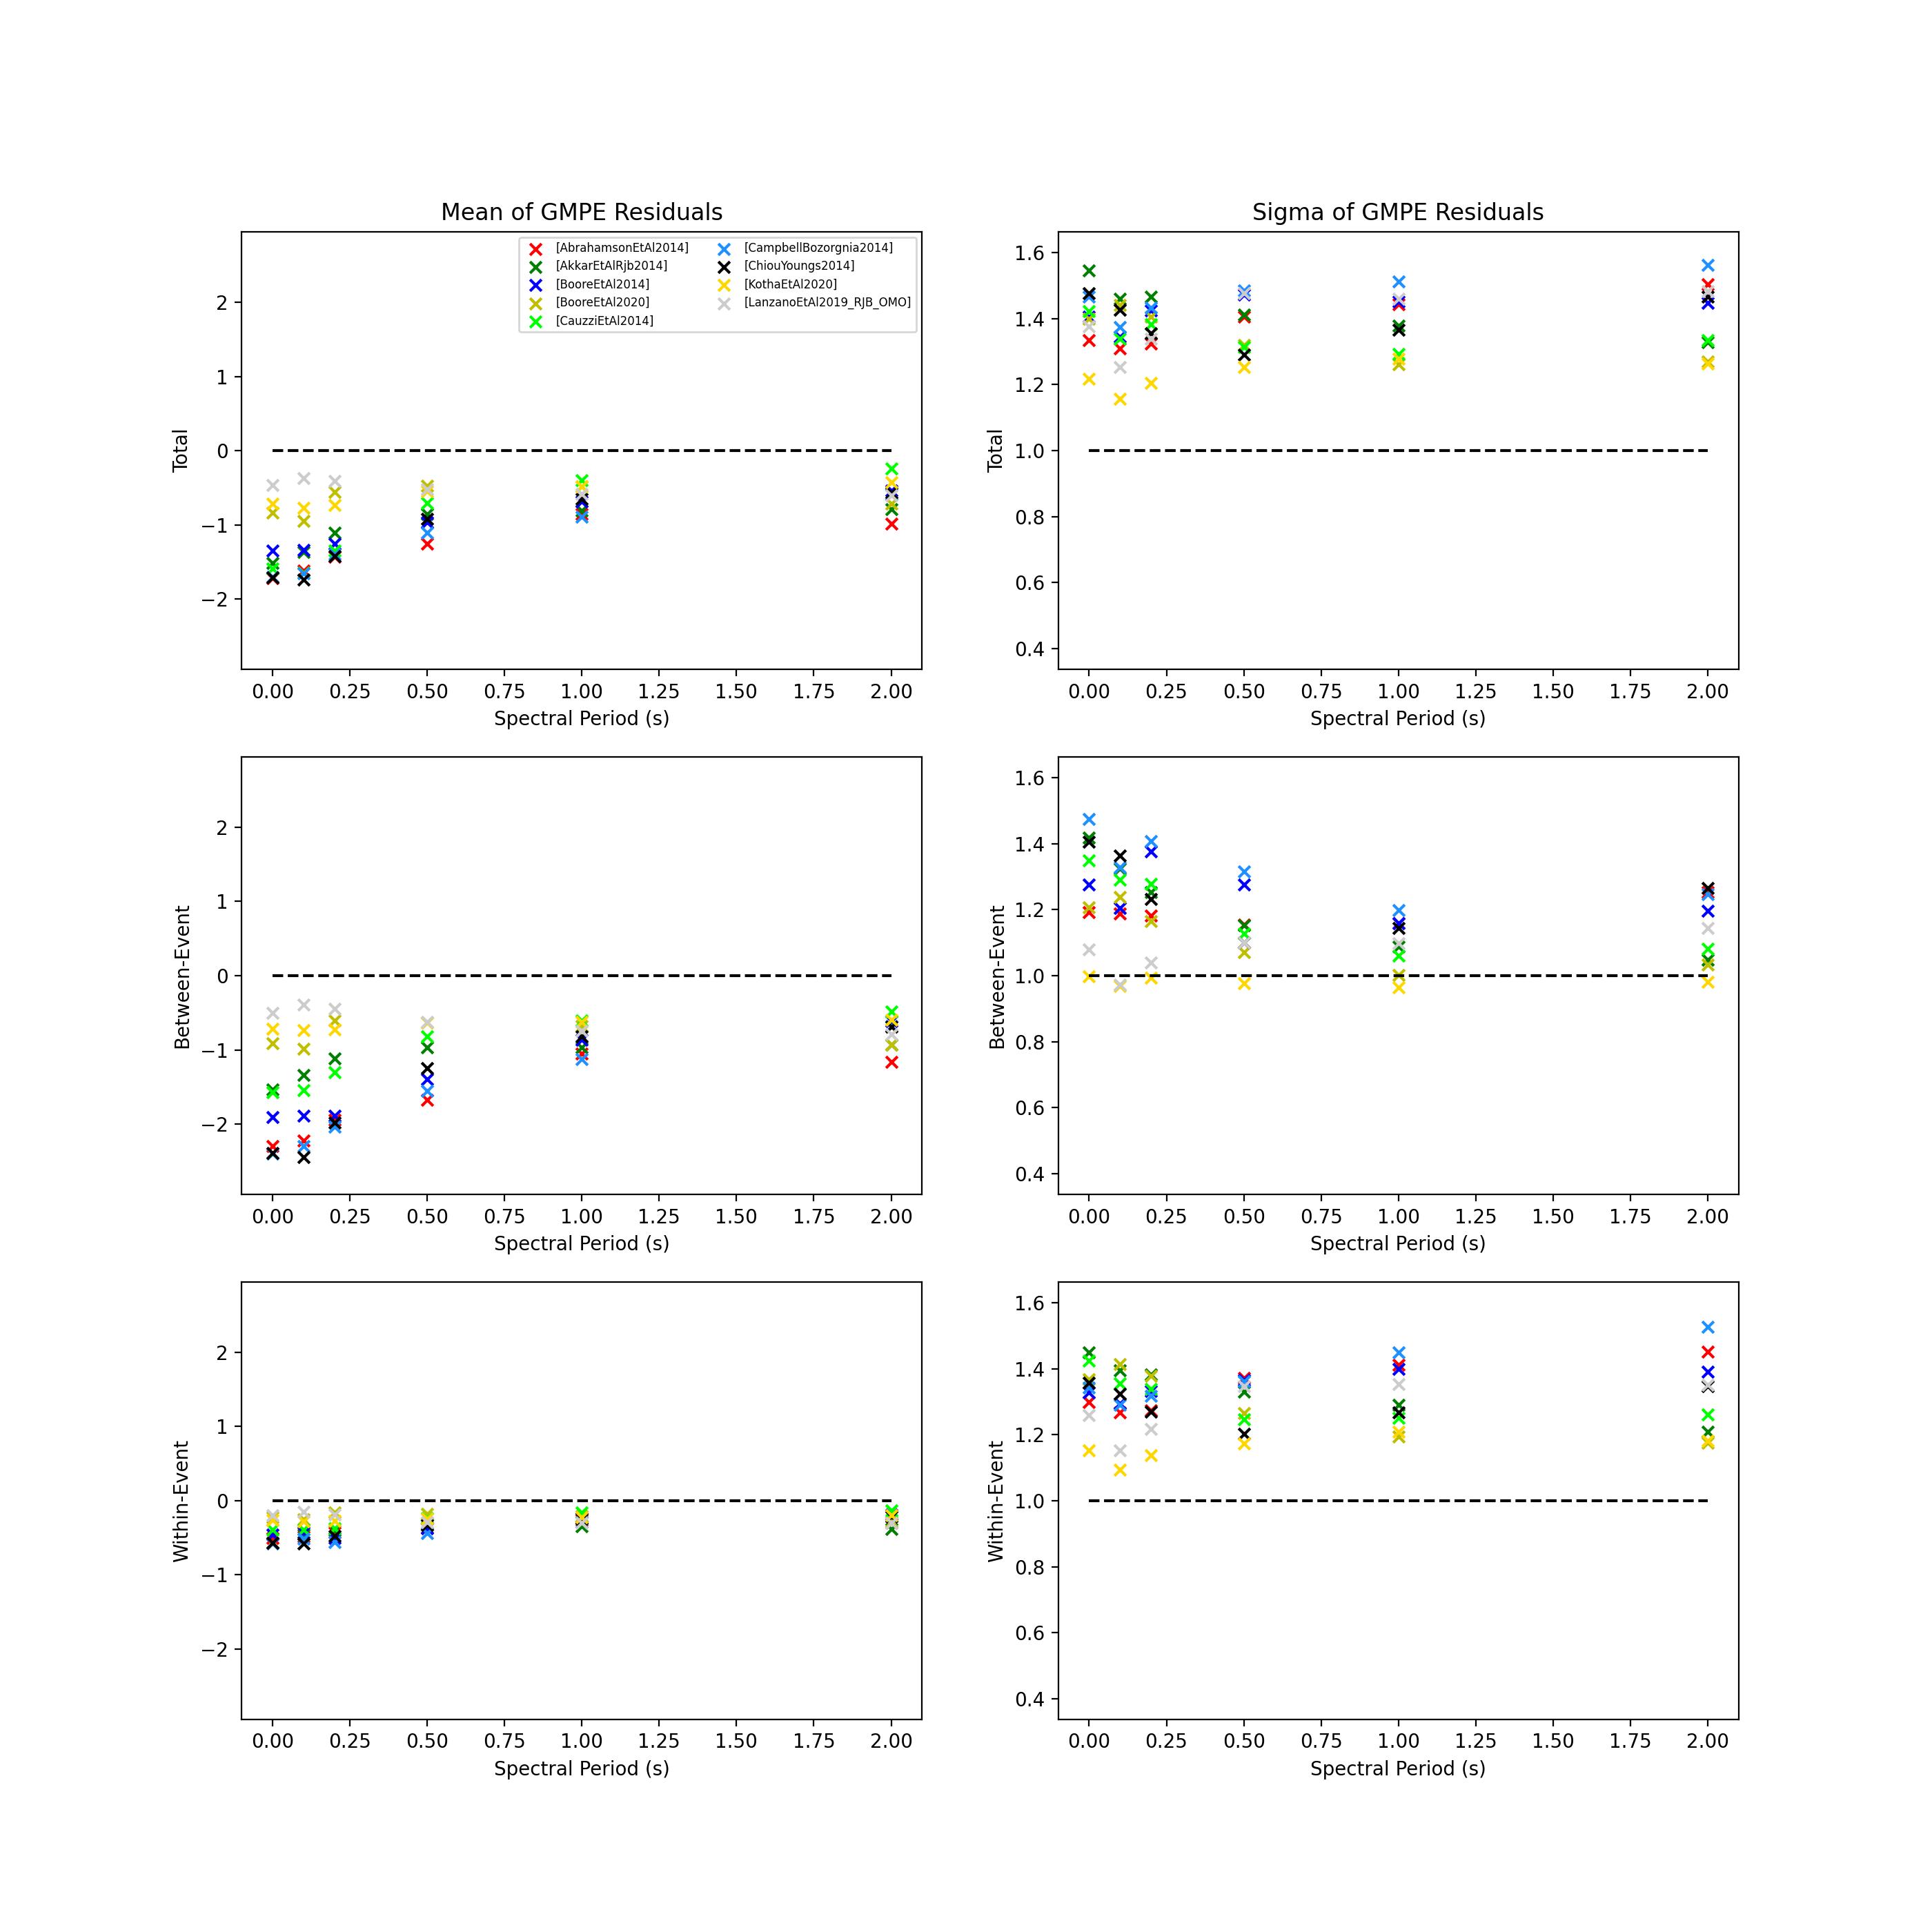 Mean of GMPE Residuals
Sigma of GMPE Residuals
[AbrahamsonEtAl2014]
[AkkarEtAlRjb2014]
[BooreEtAl2014]
[BooreEtAl2020]
[CauzziEtAl2014]
[CampbellBozorgnia2014]
[ChiouYoungs2014]
[KothaEtAl2020]
[LanzanoEtAl2019_RJB_OMO]
Total
2
1
0
−1
−2
0.00 0.25 0.50 0.75 1.00 1.25 1.50 1.75 2.00
Spectral Period (s)
Total
1.6
1.4
1.2
1.0
0.8
0.6
0.4
0.00 0.25 0.50 0.75 1.00 1.25 1.50 1.75 2.00
Spectral Period (s)
Between-Event
2
1
0
−1
−2
0.00 0.25 0.50 0.75 1.00 1.25 1.50 1.75 2.00
Spectral Period (s)
Between-Event
1.6
1.4
1.2
1.0
0.8
0.6
0.4
0.00 0.25 0.50 0.75 1.00 1.25 1.50 1.75 2.00
Spectral Period (s)
Within-Event
2
1
0
−1
−2
0.00 0.25 0.50 0.75 1.00 1.25 1.50 1.75 2.00
Spectral Period (s)
Within-Event
1.6
1.4
1.2
1.0
0.8
0.6
0.4
0.00 0.25 0.50 0.75 1.00 1.25 1.50 1.75 2.00
Spectral Period (s)